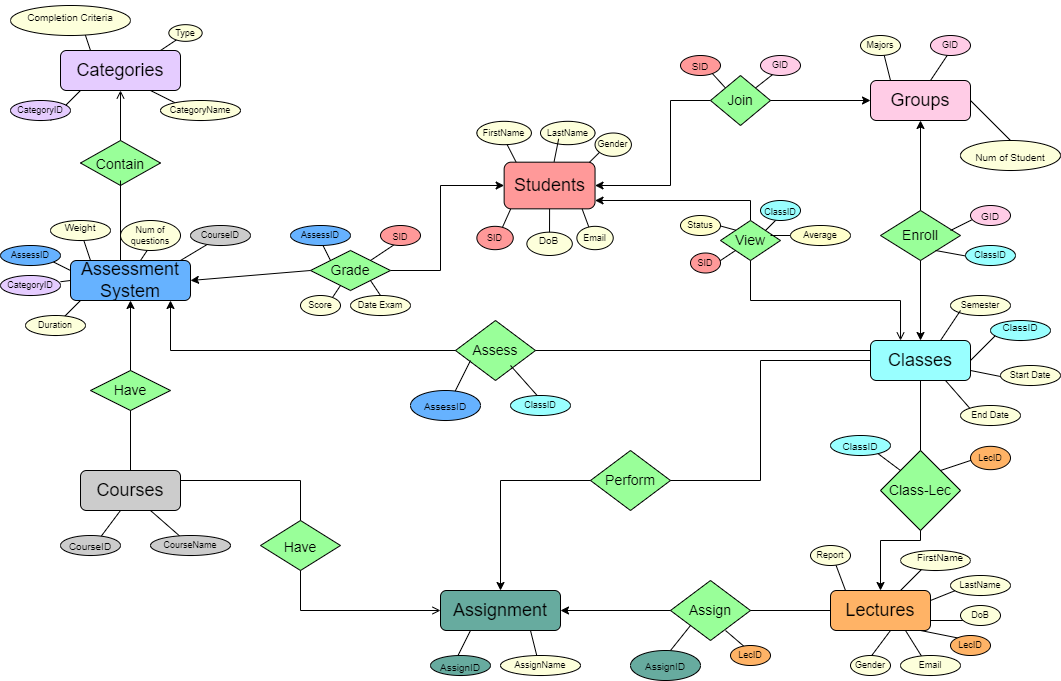 Completion Criteria
Type
Categories
CategoryID
CategoryName
Contain
Majors
GID
SID
GID
Join
Groups
Num of Student
FirstName
LastName
Gender
Students
SID
DoB
Email
Status
ClassID
View
Average
SID
GID
Enroll
ClassID
Weight
Num of
questions
CourseID
AssessID
CategoryID
Assessment
System
Duration
AssessID
SID
Grade
Score
Date Exam
Semester
ClassID
Classes
Start Date
End Date
Assess
AssessID
ClassID
Have
Perform
ClassID
LecID
Class-Lec
Courses
CourseID
CourseName
Have
Assignment
AssignID
AssignName
Assign
AssignID
LecID
Report
FirstName
LastName
Lectures
DoB
LecID
Gender
Email